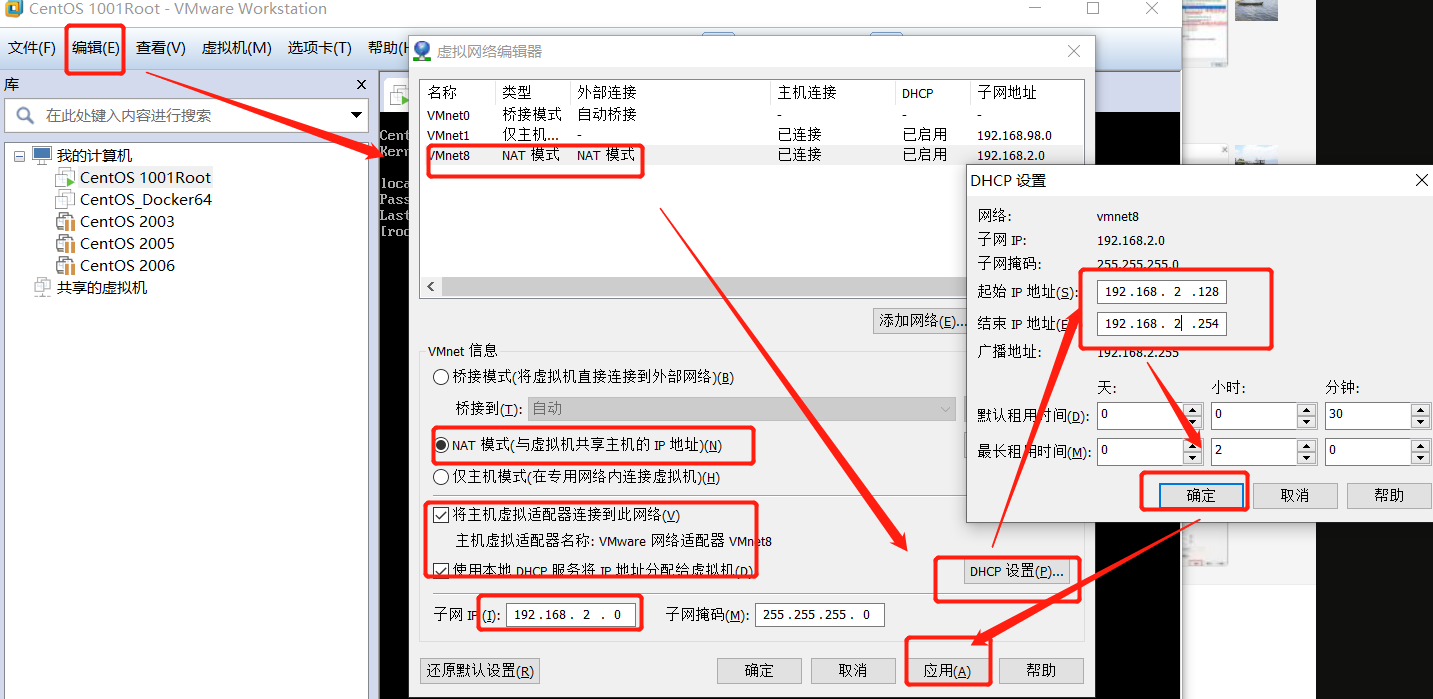 CentOS 1001Root - VMware Workstation
文件(F) 编辑(E) 查看(V) 虚拟机(M) 选项卡(T) 帮助(H
库
在此处键入内容进行搜索
我的计算机
CentOS 1001Root
CentOS_Docker64
CentOS 2003
CentOS 2005
CentOS 2006
共享的虚拟机
Cent
Kern
loca
Pass
Last
[roo
虚拟网络编辑器
名称 类型 外部连接 主机连接 DHCP 子网地址
VMnet0 桥接模式 自动桥接 - - -
VMnet1 仅主机... - 已连接 已启用 192.168.98.0
VMnet8 NAT 模式 NAT 模式 已连接 已启用 192.168.2.0
添加网络(E)...
VMnet 信息
桥接模式(将虚拟机直接连接到外部网络)(B)
桥接到(T): 自动
NAT 模式(与虚拟机共享主机的 IP 地址)(N)
仅主机模式(在专用网络内连接虚拟机)(H)
将主机虚拟适配器连接到此网络(V)
主机虚拟适配器名称: VMware 网络适配器 VMnet8
使用本地 DHCP 服务将 IP 地址分配给虚拟机(D)
DHCP 设置(P)...
子网 IP(I): 192.168. 2 . 0 子网掩码(M): 255.255.255. 0
还原默认设置(R) 确定 取消 应用(A) 帮助
DHCP 设置
网络: vmnet8
子网 IP: 192.168.2.0
子网掩码: 255.255.255.0
起始 IP 地址(S): 192.168. 2 .128
结束 IP 地址(E 192.168. 2 .254
广播地址: 192.168.2.255
天: 小时: 分钟:
默认租用时间(D): 0 0 30
最长租用时间(M): 0 2 0
确定 取消 帮助